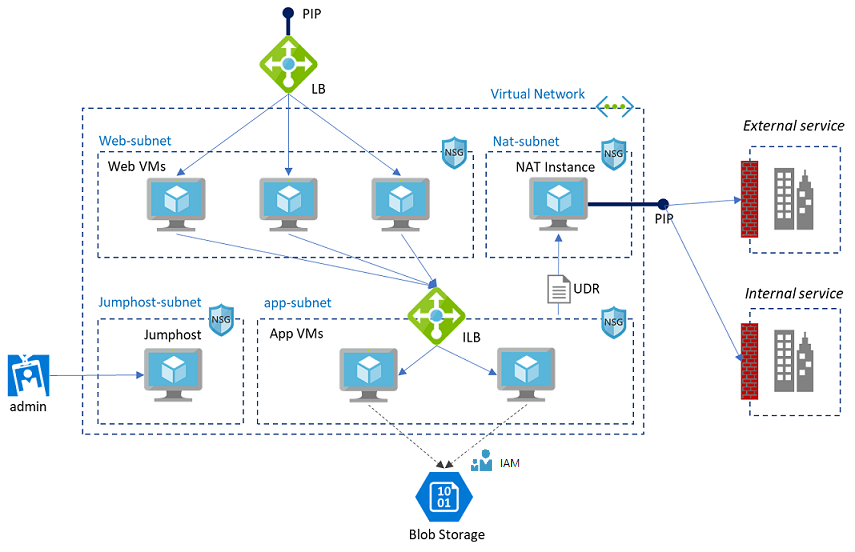 PIP
LB
Virtual Network
External service
Web-subnet
NSG
Nat-subnet
NSG
Web VMs
NAT Instance
PIP
UDR
Internal service
Jumphost-subnet
NSG
app-subnet
NSG
Jumphost
App VMs
ILB
admin
IAM
10
01
Blob Storage